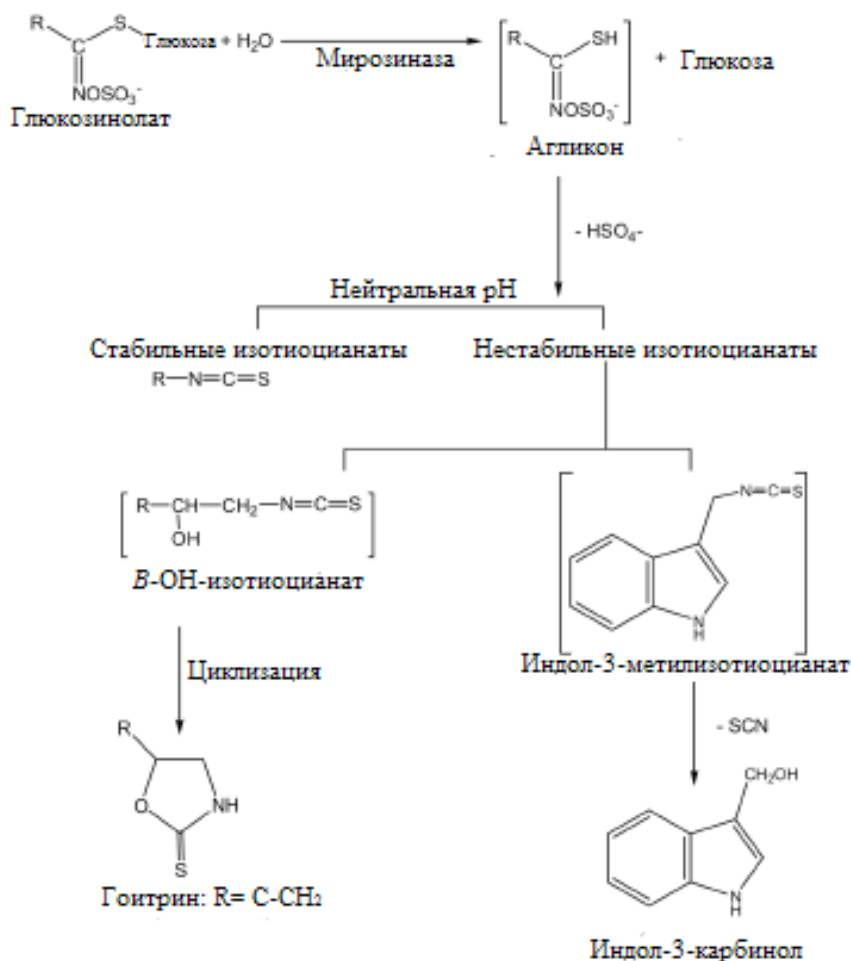 R S
Глюкоза + H₂O
C
NOSO₃⁻
Глюкозинолат
Мирозиназа
R SH
C
NOSO₃⁻
+ Глюкоза
Агликон
- HSO₄-
Нейтральная pH
Стабильные изотиоцианаты
R—N=C=S
Нестабильные изотиоцианаты
R—CH—CH₂—N=C=S
OH
B-OH-изотиоцианат
N=C=S
N
H
Индол-3-метилизотиоцианат
Циклизация
- SCN
R
O NH
S
Гоитрин: R= C-CH₂
CH₂OH
N
H
Индол-3-карбинол